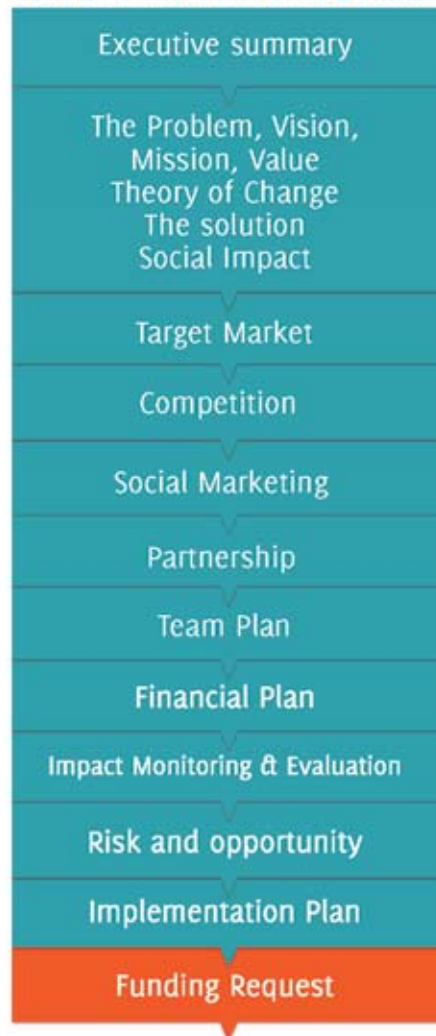 Executive summary
The Problem, Vision,
Mission, Value
Theory of Change
The solution
Social Impact
Target Market
Competition
Social Marketing
Partnership
Team Plan
Financial Plan
Impact Monitoring & Evaluation
Risk and opportunity
Implementation Plan
Funding Request